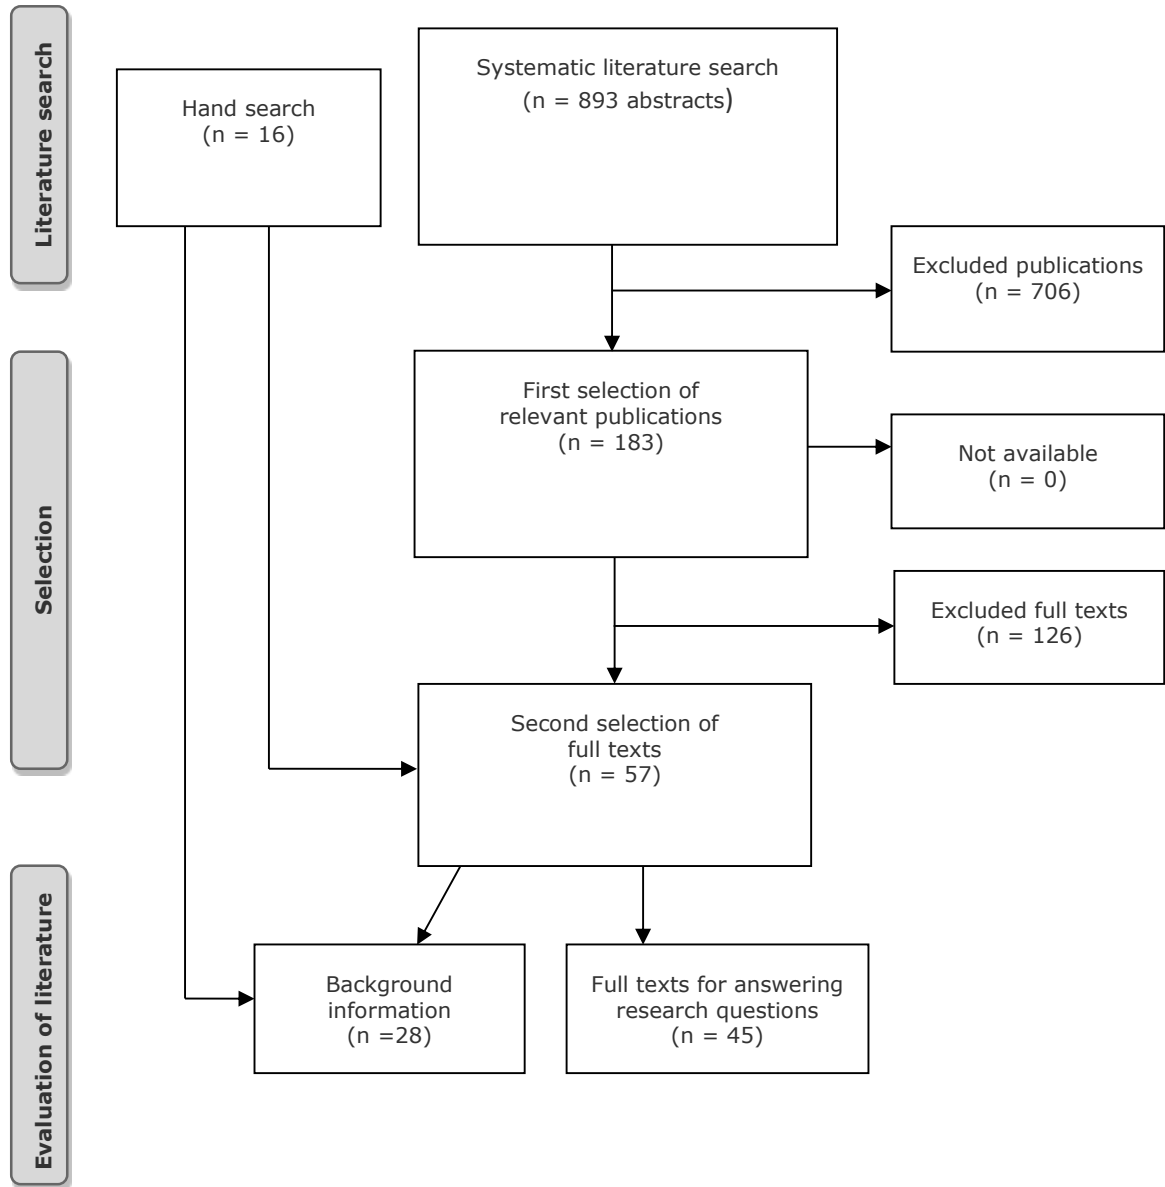 Literature search
Hand search
(n = 16)
Systematic literature search
(n = 893 abstracts)
Excluded publications
(n = 706)
Selection
First selection of
relevant publications
(n = 183)
Not available
(n = 0)
Excluded full texts
(n = 126)
Second selection of
full texts
(n = 57)
Evaluation of literature
Background
information
(n =28)
Full texts for answering
research questions
(n = 45)